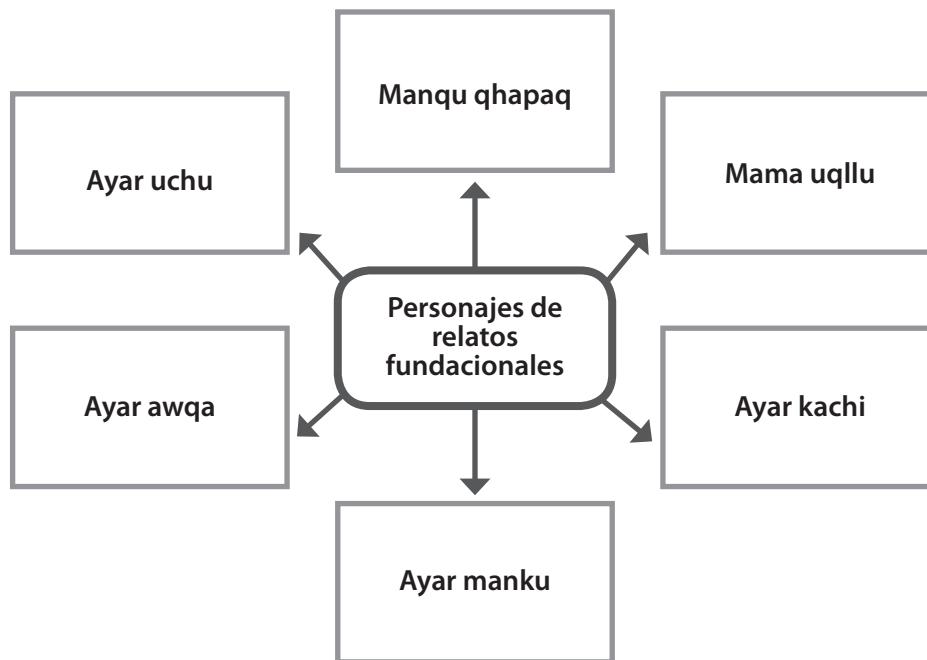 Manqu qhapaq
Ayar uchu
Mama uqllu
Personajes de
relatos
fundacionales
Ayar awqa
Ayar kachi
Ayar manku